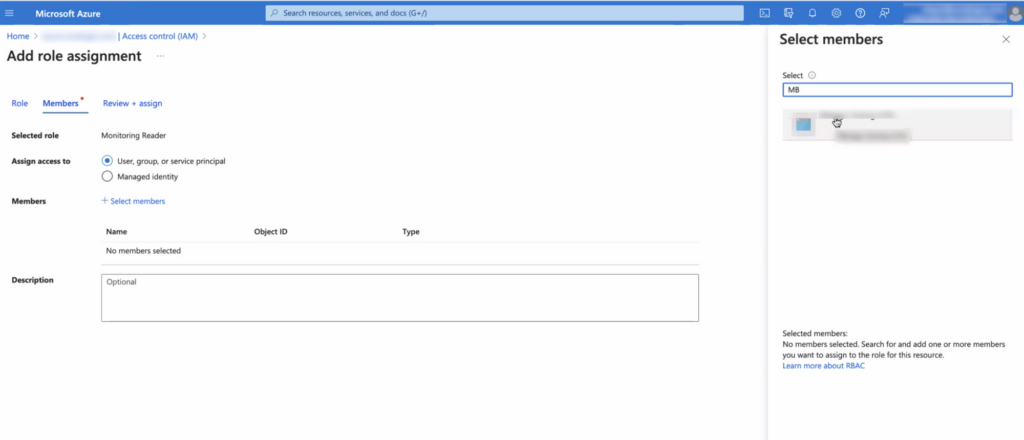 Microsoft Azure
Search resources, services, and docs (G+/)
Home > | Access control (IAM) >
Add role assignment ...
Role Members * Review + assign
Selected role Monitoring Reader
Assign access to User, group, or service principal
Managed identity
Members + Select members
Name Object ID Type
No members selected
Description Optional
Select members
Select
MB
Selected members:
No members selected. Search for and add one or more members
you want to assign to the role for this resource.
Learn more about RBAC